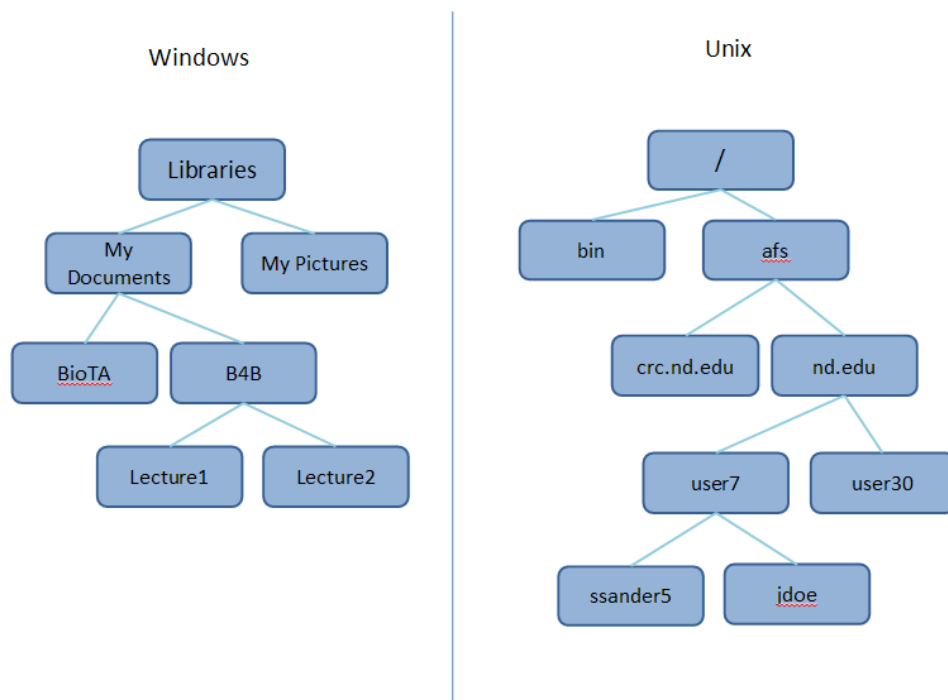 Windows
Libraries
My
Documents
My Pictures
BioTA
B4B
Lecture1
Lecture2
Unix
/
bin
afs
crc.nd.edu
nd.edu
user7
user30
ssander5
jdoe